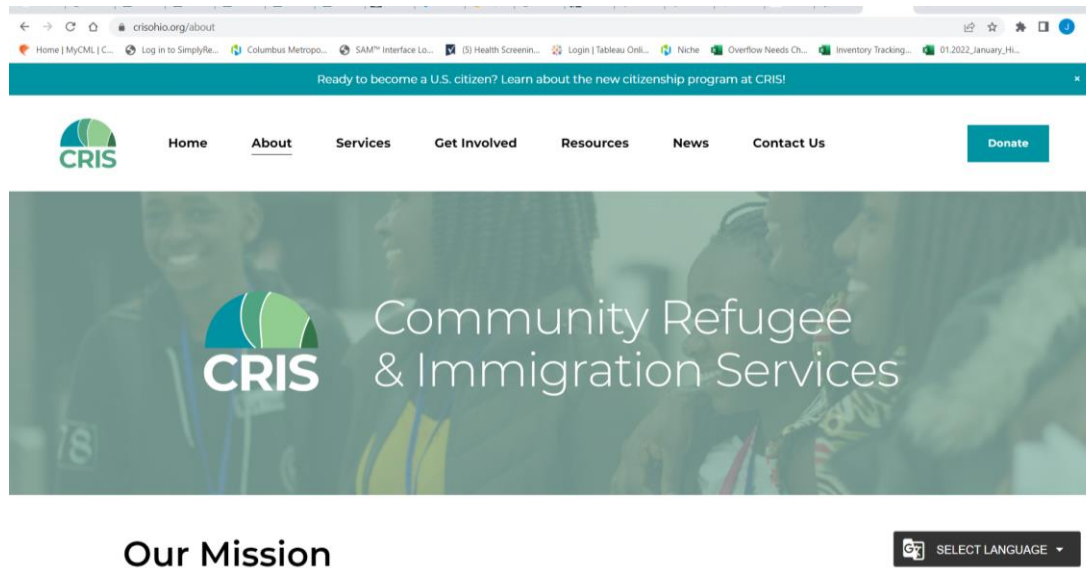 crisohio.org/about
Home | MyCML | C... Log in to SimplyRe... Columbus Metropo... SAM™ Interface Lo... (5) Health Screenin... Login | Tableau Onli... Niche Overflow Needs Ch... Inventory Tracking... 01.2022_January_Hi...
Ready to become a U.S. citizen? Learn about the new citizenship program at CRIS! ×
CRIS Home About Services Get Involved Resources News Contact Us Donate
CRIS
Community Refugee
& Immigration Services
Our Mission
SELECT LANGUAGE